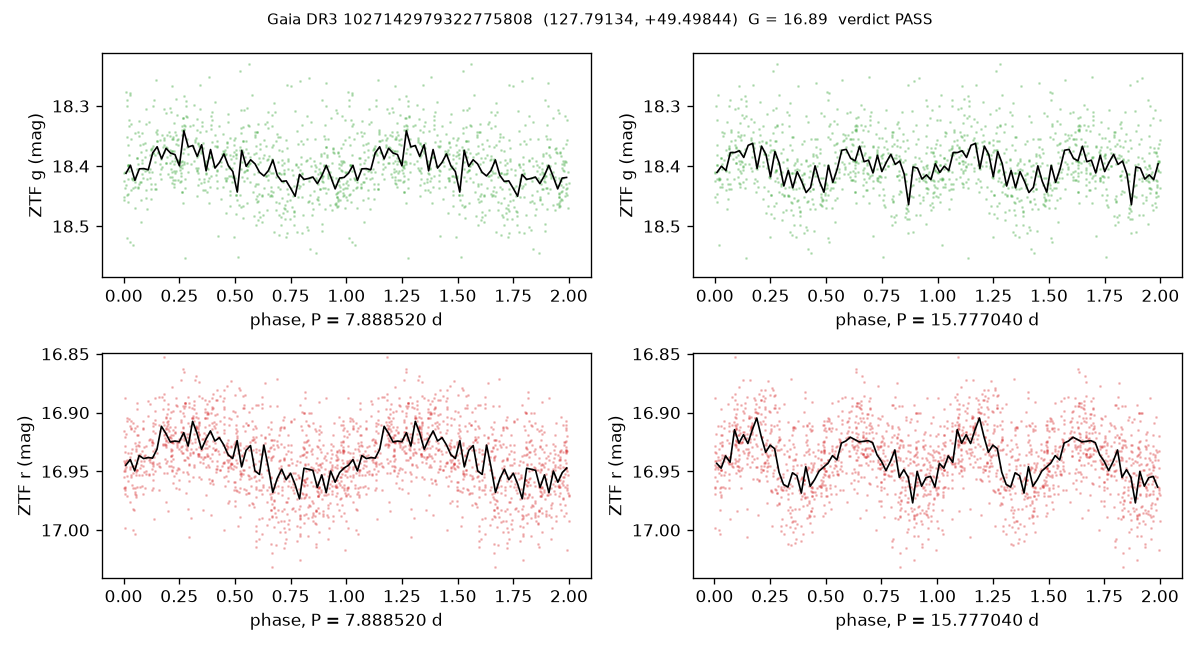 Gaia DR3 1027142979322775808 (127.79134, +49.49844) G = 16.89 verdict PASS
ZTF g (mag)
18.3
18.4
18.5
0.00 0.25 0.50 0.75 1.00 1.25 1.50 1.75 2.00
phase, P = 7.888520 d
ZTF g (mag)
18.3
18.4
18.5
0.00 0.25 0.50 0.75 1.00 1.25 1.50 1.75 2.00
phase, P = 15.777040 d
ZTF r (mag)
16.85
16.90
16.95
17.00
0.00 0.25 0.50 0.75 1.00 1.25 1.50 1.75 2.00
phase, P = 7.888520 d
ZTF r (mag)
16.85
16.90
16.95
17.00
0.00 0.25 0.50 0.75 1.00 1.25 1.50 1.75 2.00
phase, P = 15.777040 d